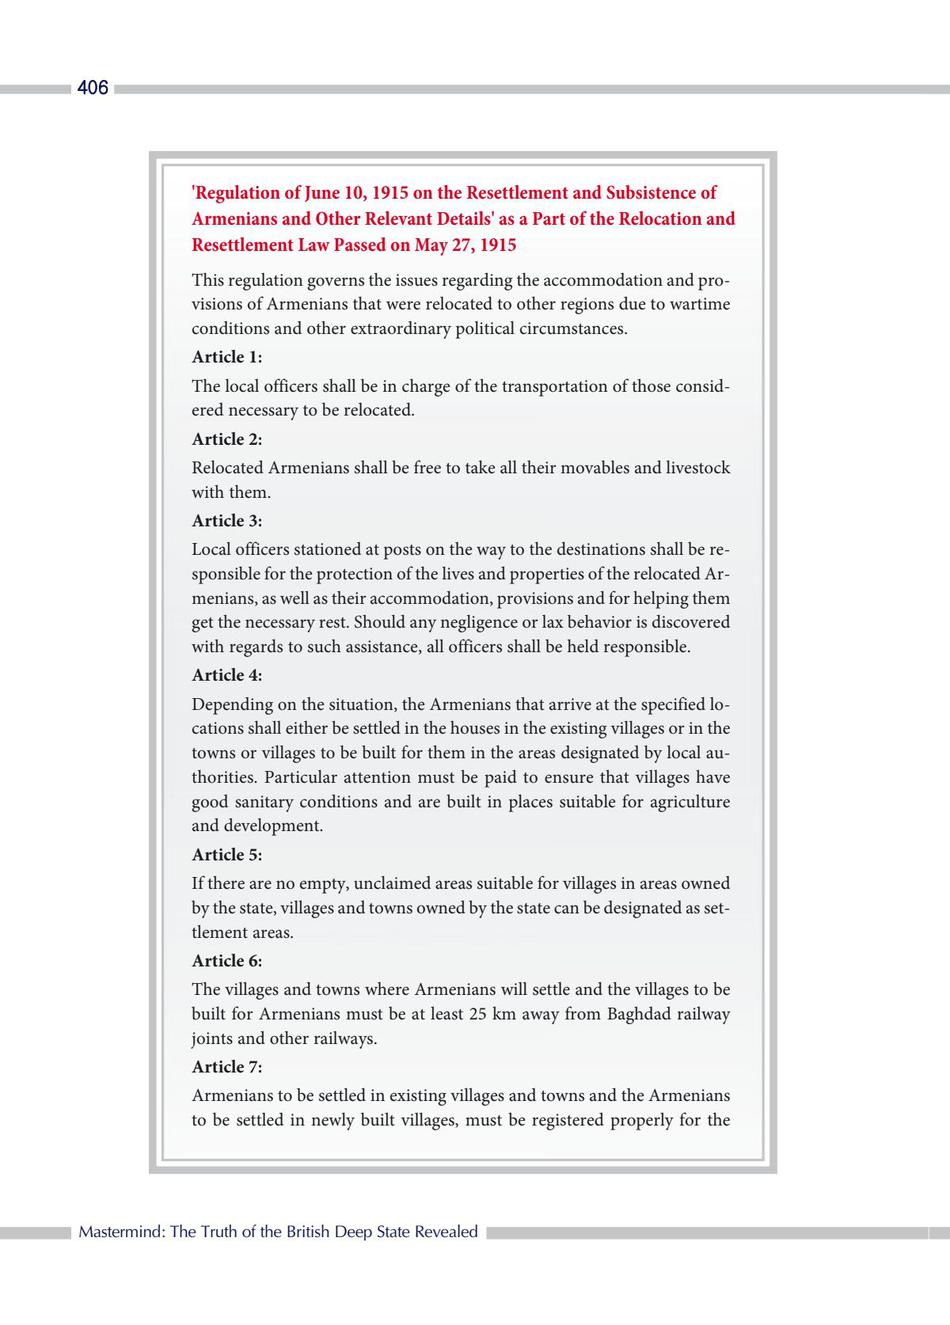 406
'Regulation of June 10, 1915 on the Resettlement and Subsistence of
Armenians and Other Relevant Details' as a Part of the Relocation and
Resettlement Law Passed on May 27, 1915
This regulation governs the issues regarding the accommodation and pro-
visions of Armenians that were relocated to other regions due to wartime
conditions and other extraordinary political circumstances.
Article 1:
The local officers shall be in charge of the transportation of those consid-
ered necessary to be relocated.
Article 2:
Relocated Armenians shall be free to take all their movables and livestock
with them.
Article 3:
Local officers stationed at posts on the way to the destinations shall be re-
sponsible for the protection of the lives and properties of the relocated Ar-
menians, as well as their accommodation, provisions and for helping them
get the necessary rest. Should any negligence or lax behavior is discovered
with regards to such assistance, all officers shall be held responsible.
Article 4:
Depending on the situation, the Armenians that arrive at the specified lo-
cations shall either be settled in the houses in the existing villages or in the
towns or villages to be built for them in the areas designated by local au-
thorities. Particular attention must be paid to ensure that villages have
good sanitary conditions and are built in places suitable for agriculture
and development.
Article 5:
If there are no empty, unclaimed areas suitable for villages in areas owned
by the state, villages and towns owned by the state can be designated as set-
tlement areas.
Article 6:
The villages and towns where Armenians will settle and the villages to be
built for Armenians must be at least 25 km away from Baghdad railway
joints and other railways.
Article 7:
Armenians to be settled in existing villages and towns and the Armenians
to be settled in newly built villages, must be registered properly for the
Mastermind: The Truth of the British Deep State Revealed